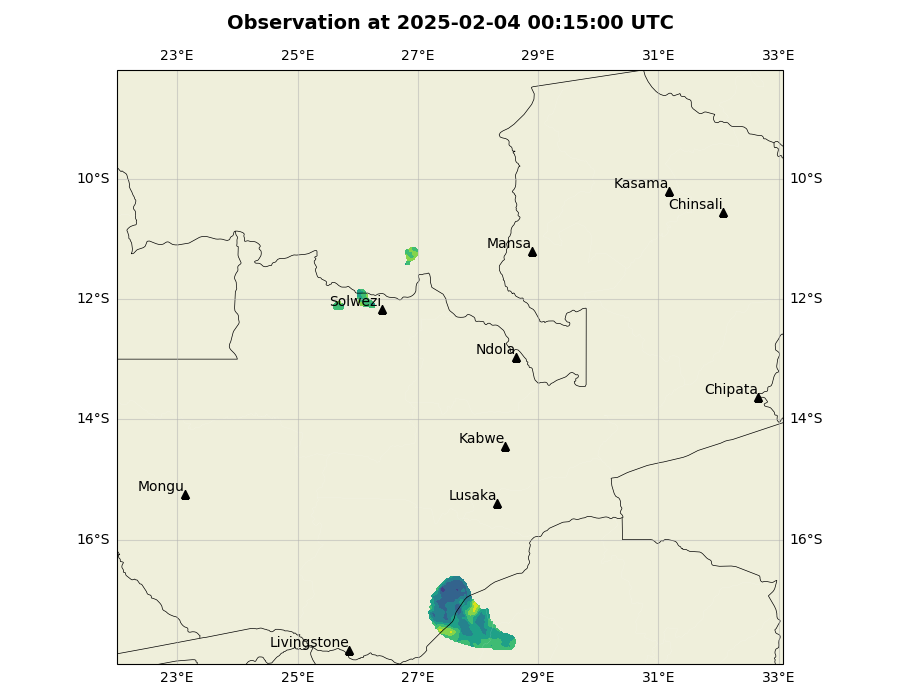 Observation at 2025-02-04 00:15:00 UTC
23°E 25°E 27°E 29°E 31°E 33°E
10°S 10°S
Kasama
Chinsali
Mansa
12°S 12°S
Solwezi
Ndola
Chipata
14°S 14°S
Kabwe
Mongu
Lusaka
16°S 16°S
Livingstone
23°E 25°E 27°E 29°E 31°E 33°E